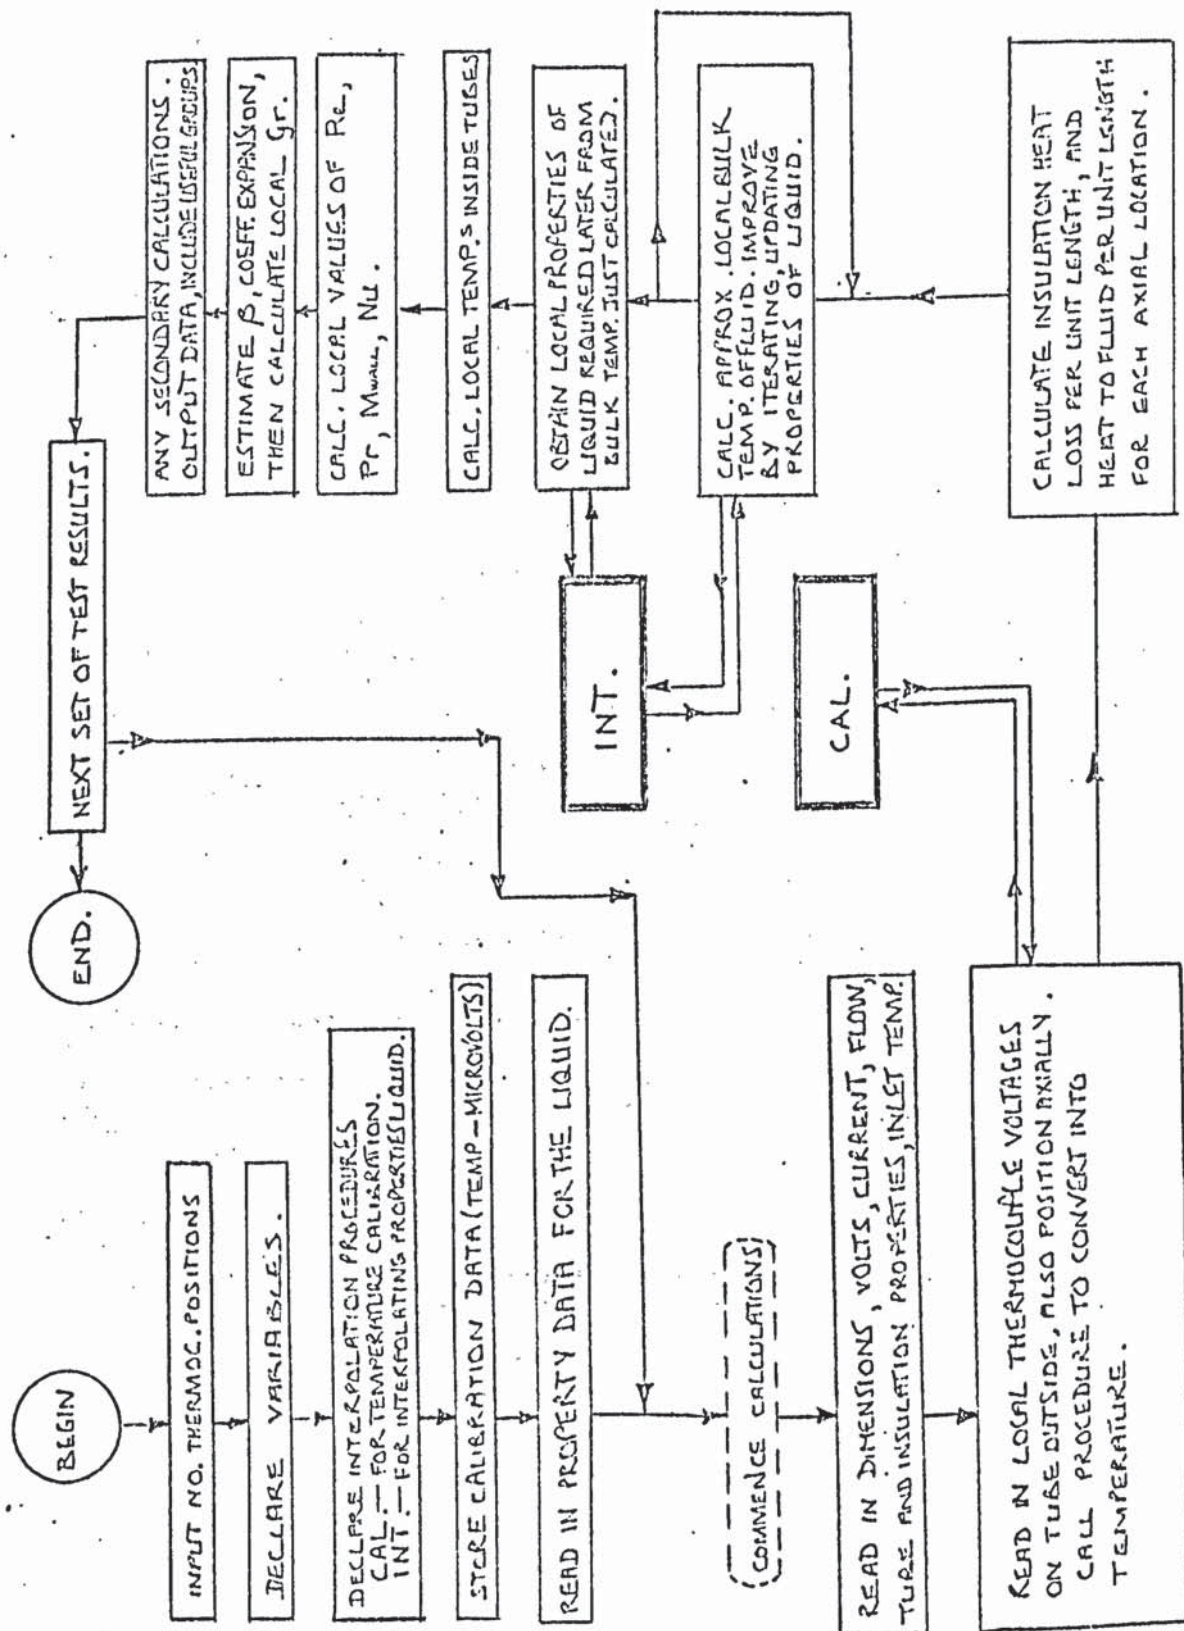 BEGIN
INPUT NO. THERMOC. POSITIONS
DECLARE VARIABLES.
DECLARE INTERPOLATION PROCEDURES
CAL. — FOR TEMPERATURE CALIBRATION.
INT. — FOR INTERPOLATING PROPERTIES LIQUID.
STORE CALIBRATION DATA (TEMP-MICROVOLTS)
READ IN PROPERTY DATA FOR THE LIQUID.
COMMENCE CALCULATIONS
READ IN DIMENSIONS, VOLTS, CURRENT, FLOW,
TURE AND INSULATION PROPERTIES, INLET TEMP.
READ IN LOCAL THERMOCOUPLE VOLTAGES
ON TUBE OUTSIDE, ALSO POSITION AXIALLY.
CALL PROCEDURE TO CONVERT INTO
TEMPERATURE.
CAL.
INT.
CALCULATE INSULATION HEAT
LOSS PER UNIT LENGTH, AND
HEAT TO FLUID PER UNIT LENGTH
FOR EACH AXIAL LOCATION.
CALC. APPROX. LOCAL BULK
TEMP. OF FLUID. IMPROVE
BY ITERATING, UPDATING
PROPERTIES OF LIQUID.
OBTAIN LOCAL PROPERTIES OF
LIQUID REQUIRED LATER FROM
BULK TEMP. JUST CALCULATED.
CALC. LOCAL TEMP.S INSIDE TUBES
CALC. LOCAL VALUES OF Re,
Pr, MWALL, Nu.
ESTIMATE β, COEFF. EXPANSION,
THEN CALCULATE LOCAL Gr.
ANY SECONDARY CALCULATIONS.
OUTPUT DATA, INCLUDE USEFUL GROUPS
NEXT SET OF TEST RESULTS.
END.